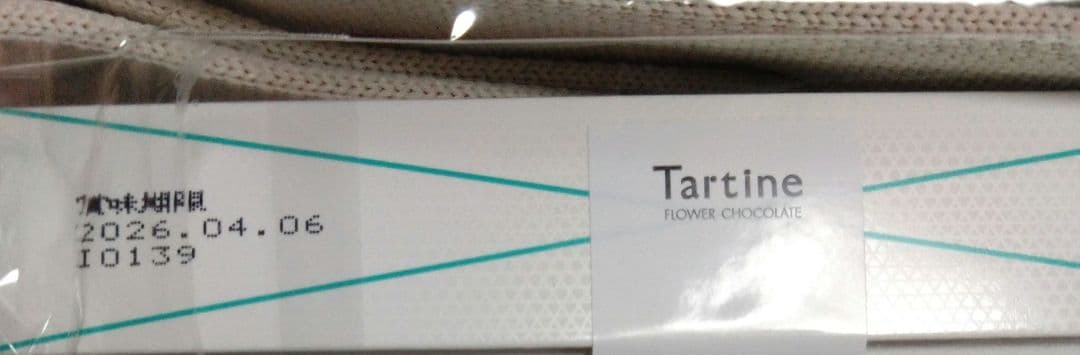 賞味期限
2026.04.06
I0139
Tartine
FLOWER CHOCOLATE